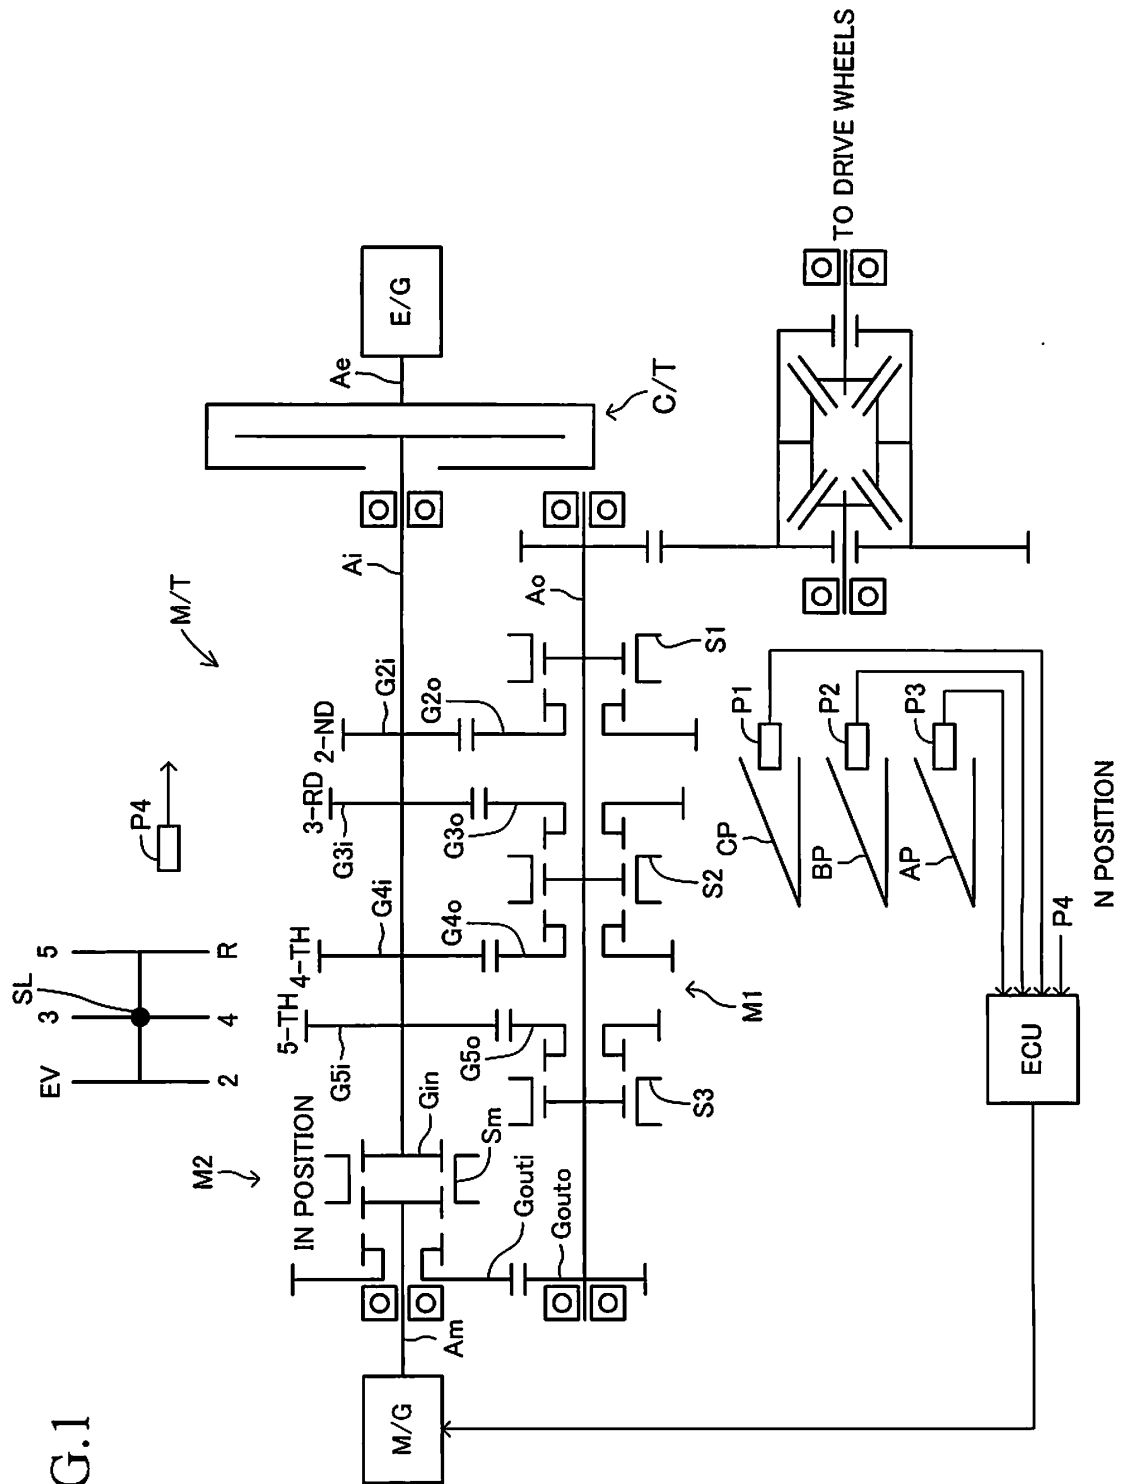 G.1
EV
3
5
SL
2
4
R
P4
M/T
M2
IN POSITION
5-TH
4-TH
3-RD
2-ND
G5i
G4i
G3i
G2i
Ai
Ae
E/G
C/T
M/G
Am
Gin
Sm
Gouti
Gouto
G5o
G4o
G3o
G2o
Ao
S3
S2
S1
M1
TO DRIVE WHEELS
CP
BP
AP
P1
P2
P3
P4
ECU
N POSITION